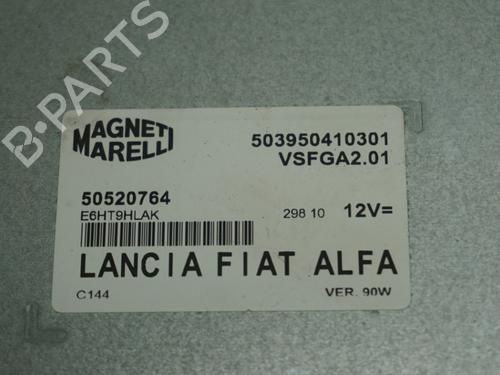 B-PARTS
MAGNETI
MARELLI
503950410301
VSFGA2.01
50520764
E6HT9HLAK
298 10
12V=
LANCIA FIAT ALFA
C144
VER. 90W